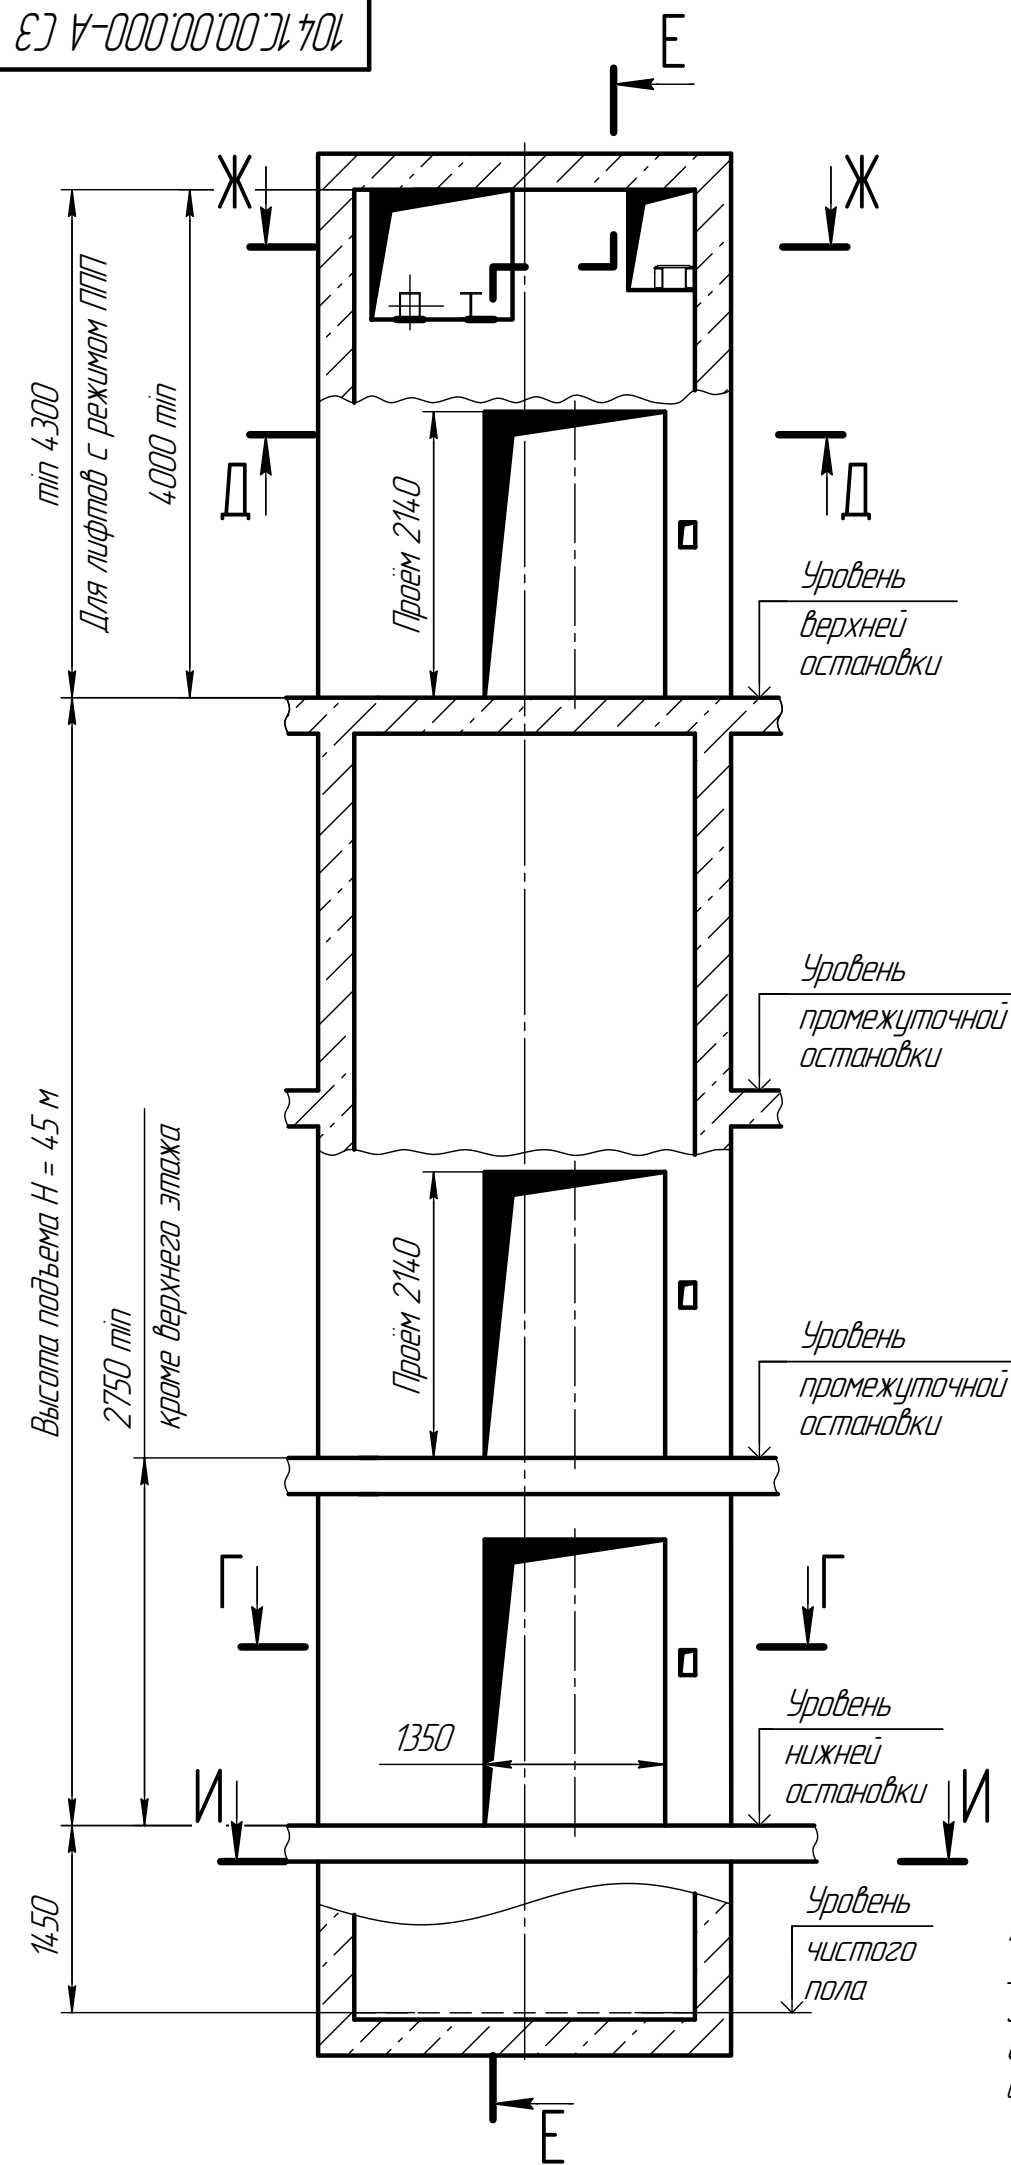 1041С.00.00.000-А СЗ
Е
Ж
Ж
min 4300
Для лифтов с режимом ППП
4000 min
Д
Д
Проём 2140
Уровень
верхней
остановки
Уровень
промежуточной
остановки
Высота подъема Н = 45 м
2750 min
кроме верхнего этажа
Проём 2140
Уровень
промежуточной
остановки
Г
Г
1350
Уровень
нижней
остановки
И
И
1450
Уровень
чистого
пола
Е